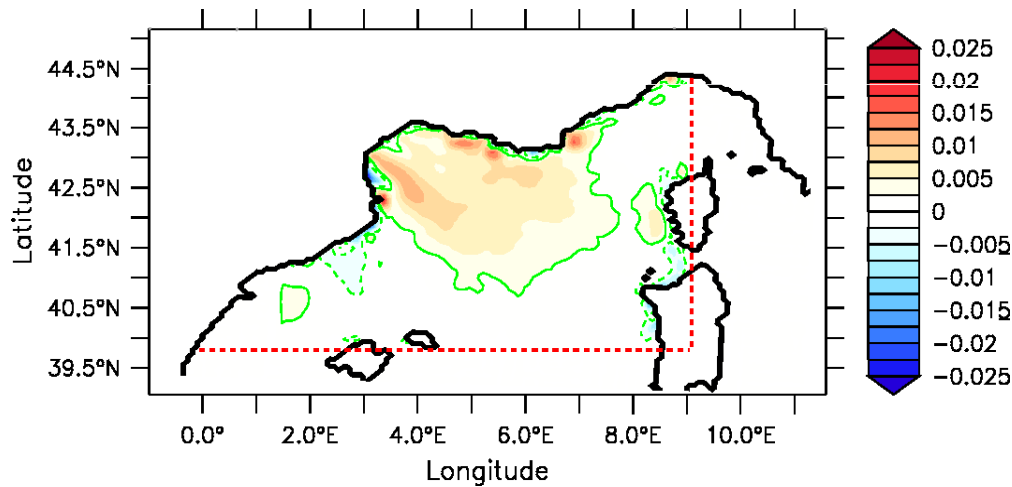 44.5°N
43.5°N
42.5°N
41.5°N
40.5°N
39.5°N
Latitude
0.0°
2.0°E
4.0°E
6.0°E
8.0°E
10.0°E
Longitude
0.025
0.02
0.015
0.01
0.005
0
−0.005
−0.01
−0.015
−0.02
−0.025